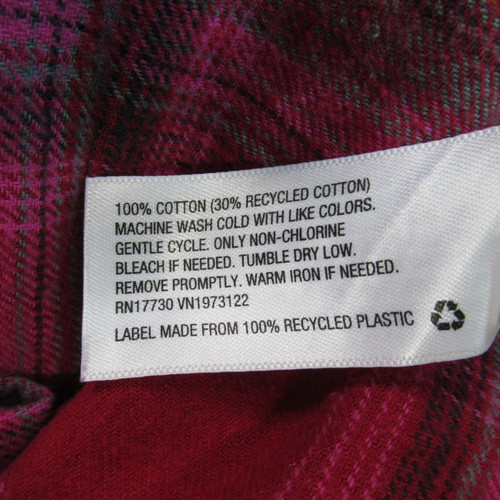 100% COTTON (30% RECYCLED COTTON)
MACHINE WASH COLD WITH LIKE COLORS.
GENTLE CYCLE. ONLY NON-CHLORINE
BLEACH IF NEEDED. TUMBLE DRY LOW.
REMOVE PROMPTLY. WARM IRON IF NEEDED.
RN17730 VN1973122
LABEL MADE FROM 100% RECYCLED PLASTIC